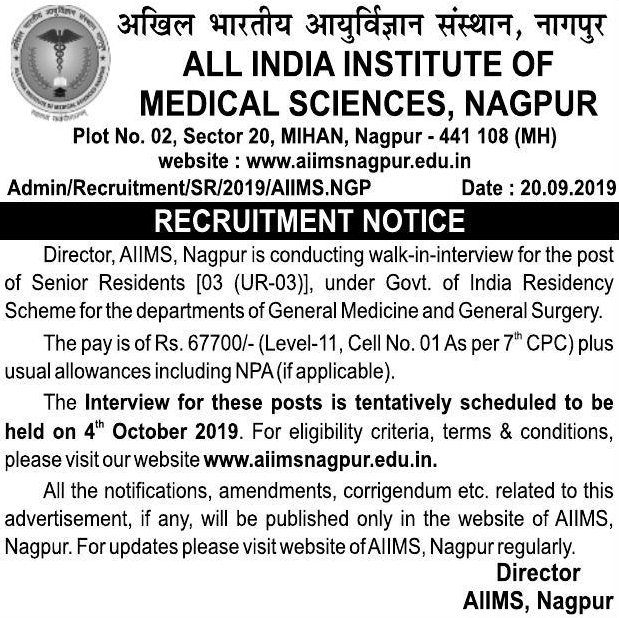 अखिल भारतीय आयुर्विज्ञान संस्थान, नागपुर
ALL INDIA INSTITUTE OF
MEDICAL SCIENCES, NAGPUR
Plot No. 02, Sector 20, MIHAN, Nagpur - 441 108 (MH)
website : www.aiimsnagpur.edu.in
Admin/Recruitment/SR/2019/AIIMS.NGP Date : 20.09.2019
RECRUITMENT NOTICE
Director, AIIMS, Nagpur is conducting walk-in-interview for the post
of Senior Residents [03 (UR-03)], under Govt. of India Residency
Scheme for the departments of General Medicine and General Surgery.
The pay is of Rs. 67700/- (Level-11, Cell No. 01 As per 7th CPC) plus
usual allowances including NPA (if applicable).
The Interview for these posts is tentatively scheduled to be
held on 4th October 2019. For eligibility criteria, terms & conditions,
please visit our website www.aiimsnagpur.edu.in.
All the notifications, amendments, corrigendum etc. related to this
advertisement, if any, will be published only in the website of AIIMS,
Nagpur. For updates please visit website of AIIMS, Nagpur regularly.
Director
AIIMS, Nagpur